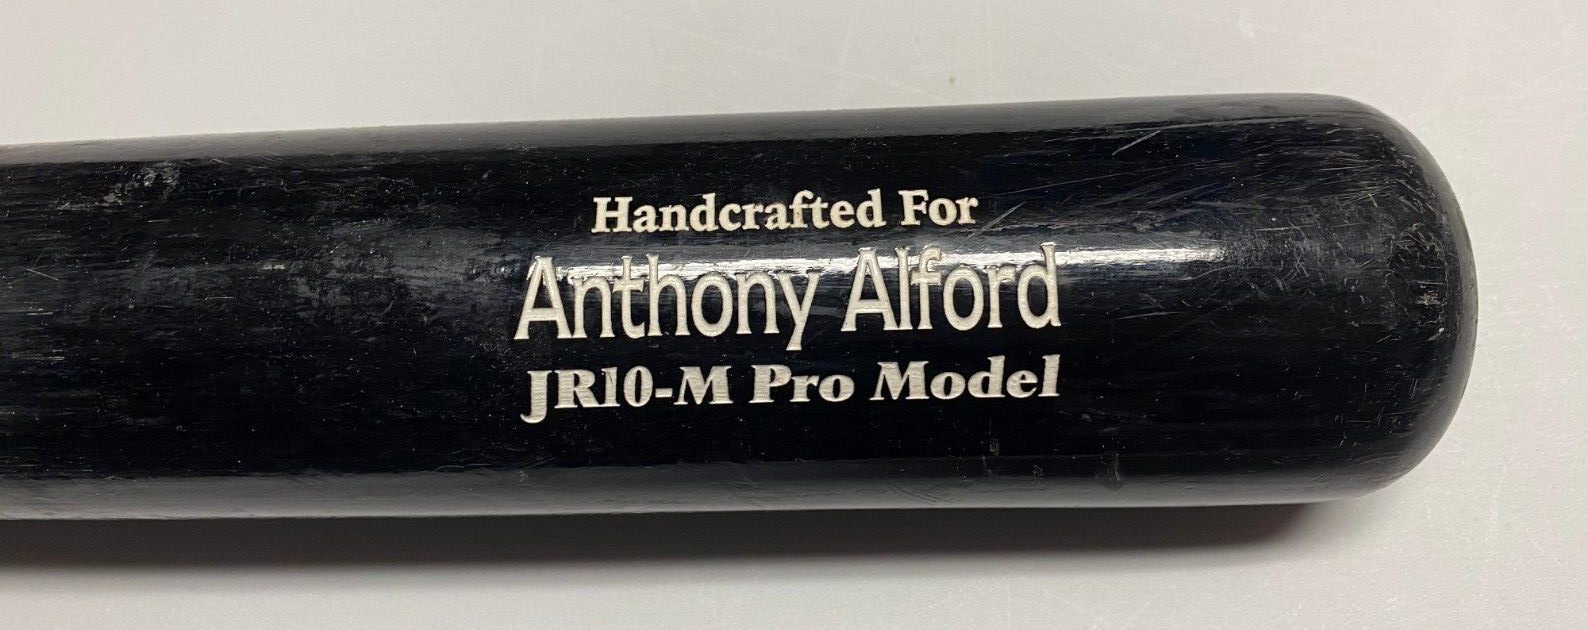 Handcrafted For
Anthony Alford
JR10-M Pro Model